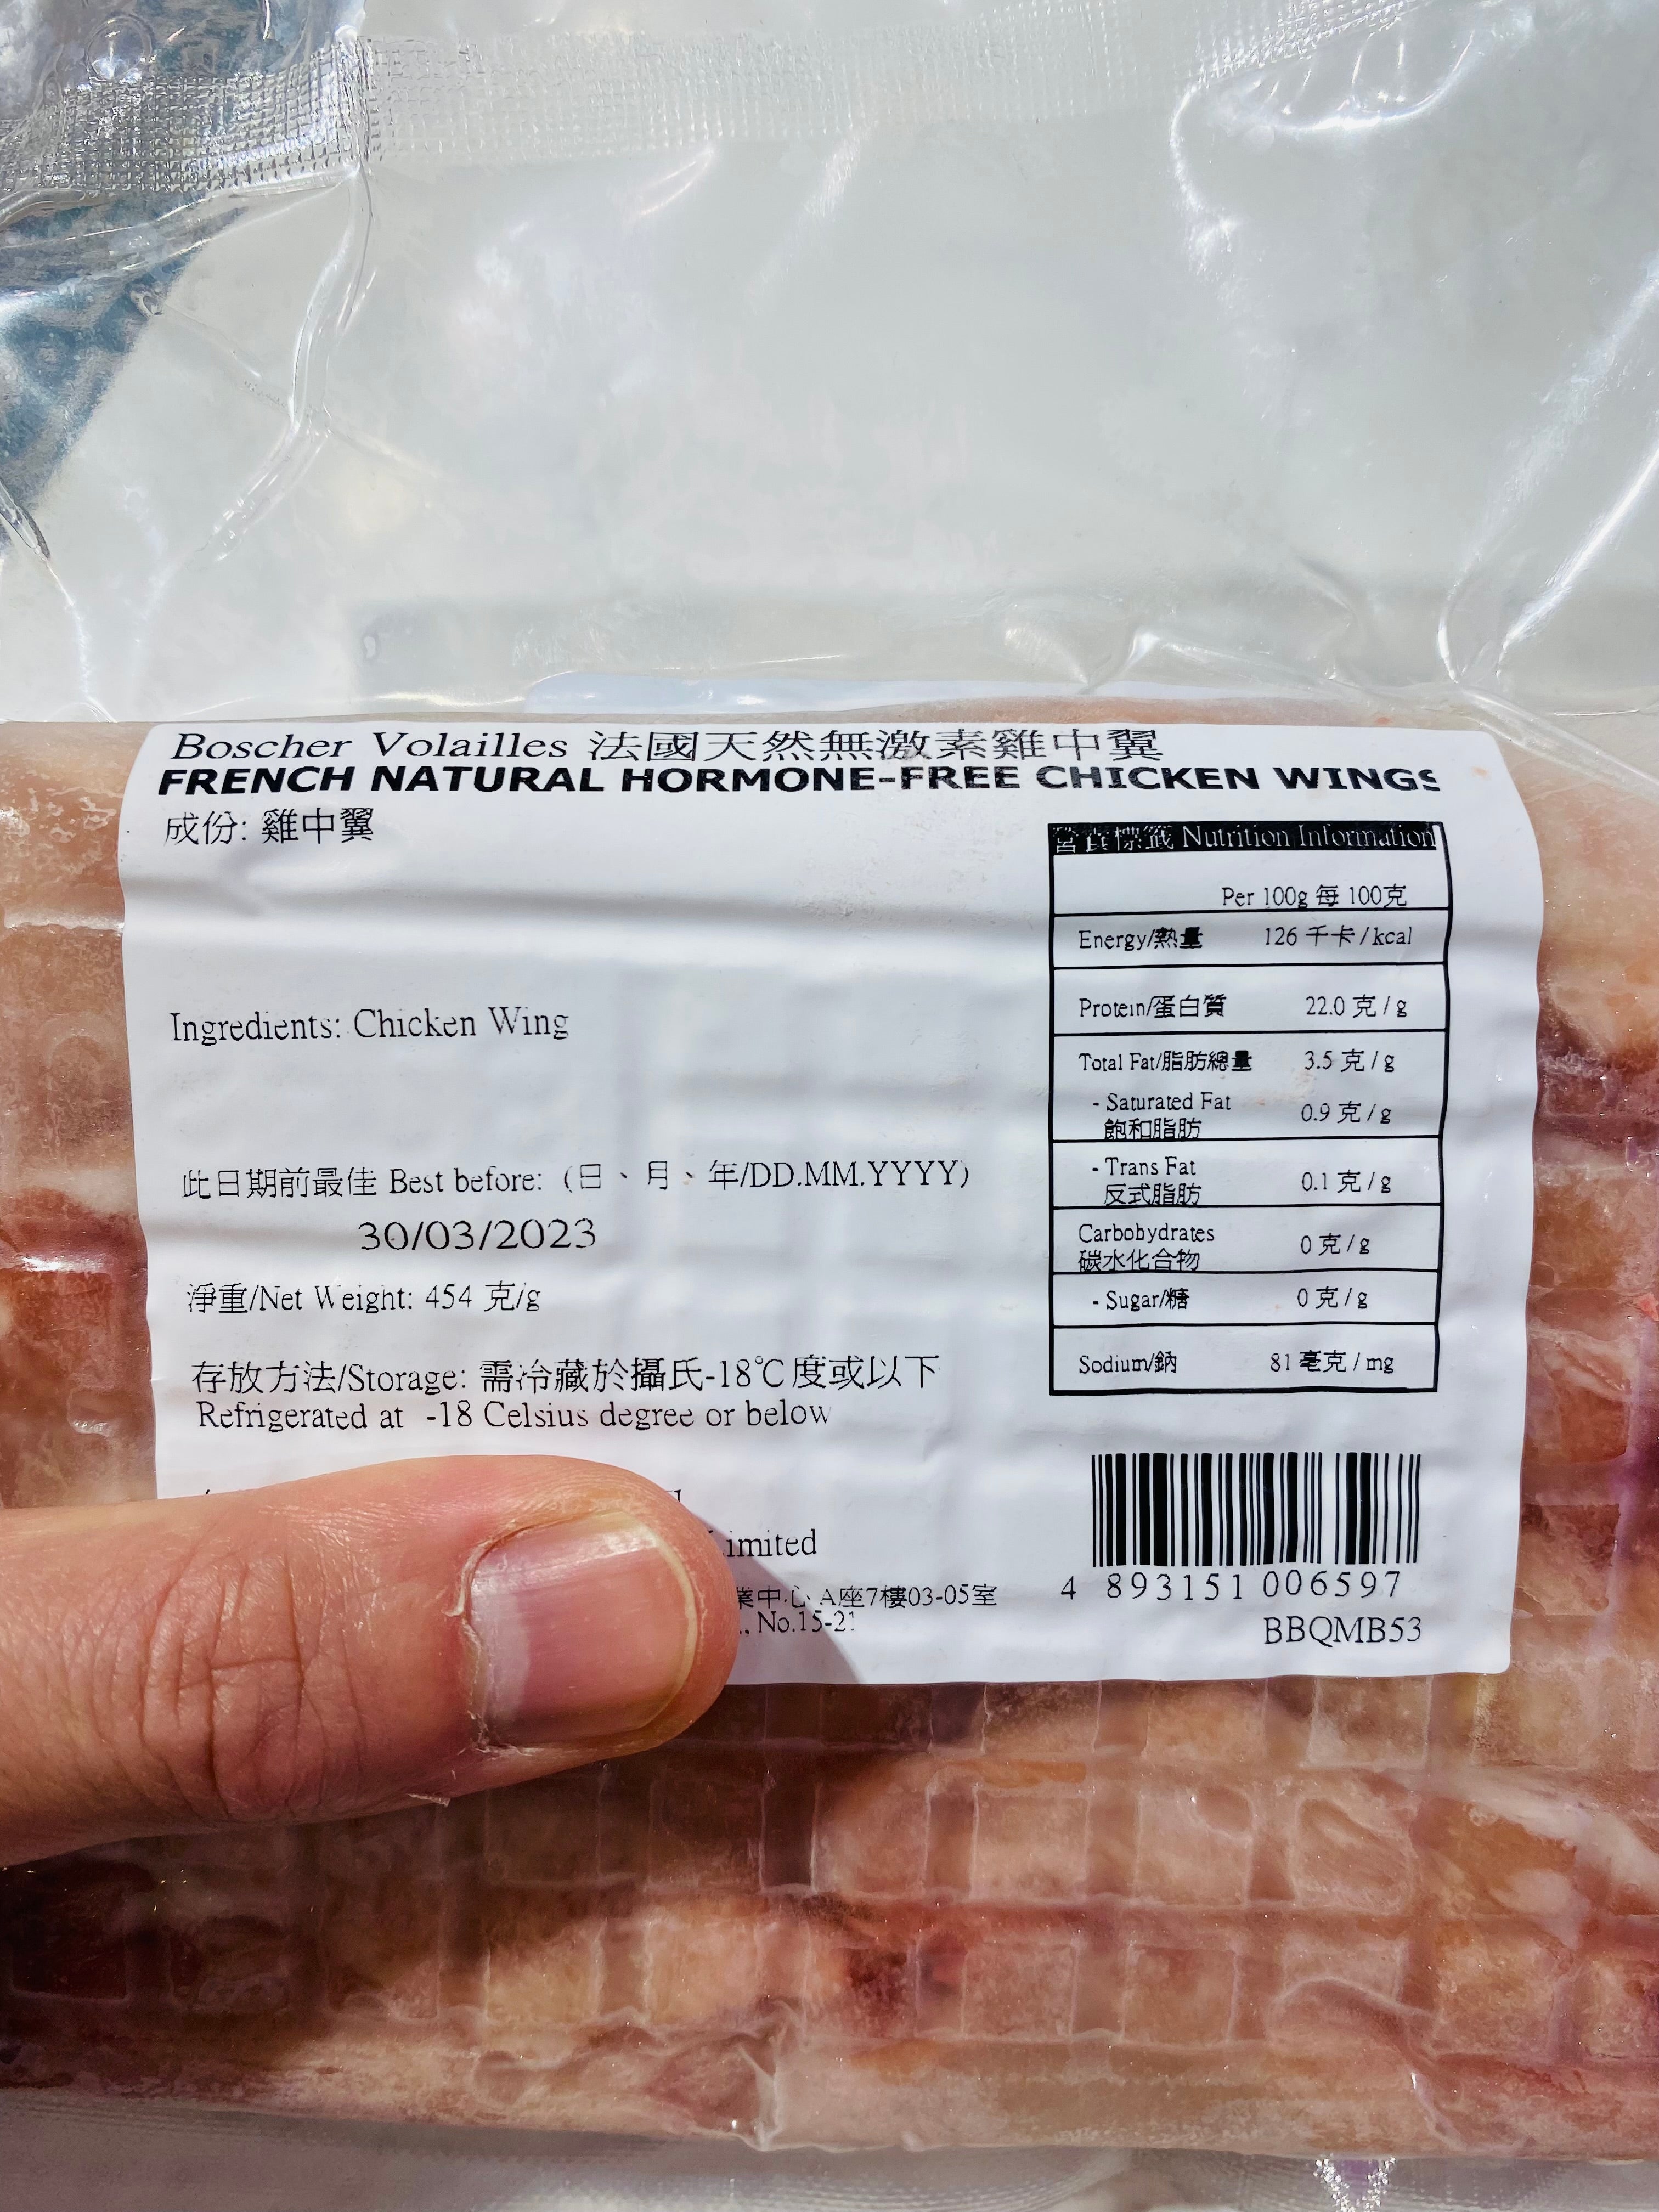 Boscher Volailles 法國天然無激素雞中翼
FRENCH NATURAL HORMONE-FREE CHICKEN WINGS
成份: 雞中翼
Ingredients: Chicken Wing
此日期前最佳 Best before: (日、月、年/DD.MM.YYYY)
30/03/2023
淨重/Net Weight: 454 克/g
存放方法/Storage: 需冷藏於攝氏-18℃度或以下
Refrigerated at -18 Celsius degree or below
imited
業中心 A座7樓03-05室
., No.15-21
營食標籤 Nutrition Information
Per 100g 每 100克
Energy/熱量 126 千卡/kcal
Protein/蛋白質 22.0 克/g
Total Fat/脂肪總量 3.5 克/g
- Saturated Fat 0.9 克/g
飽和脂肪
- Trans Fat 0.1 克/g
反式脂肪
Carbohydrates 0 克/g
碳水化合物
- Sugar/糖 0 克/g
Sodium/鈉 81 毫克/mg
4 893151 006597
BBQMB53